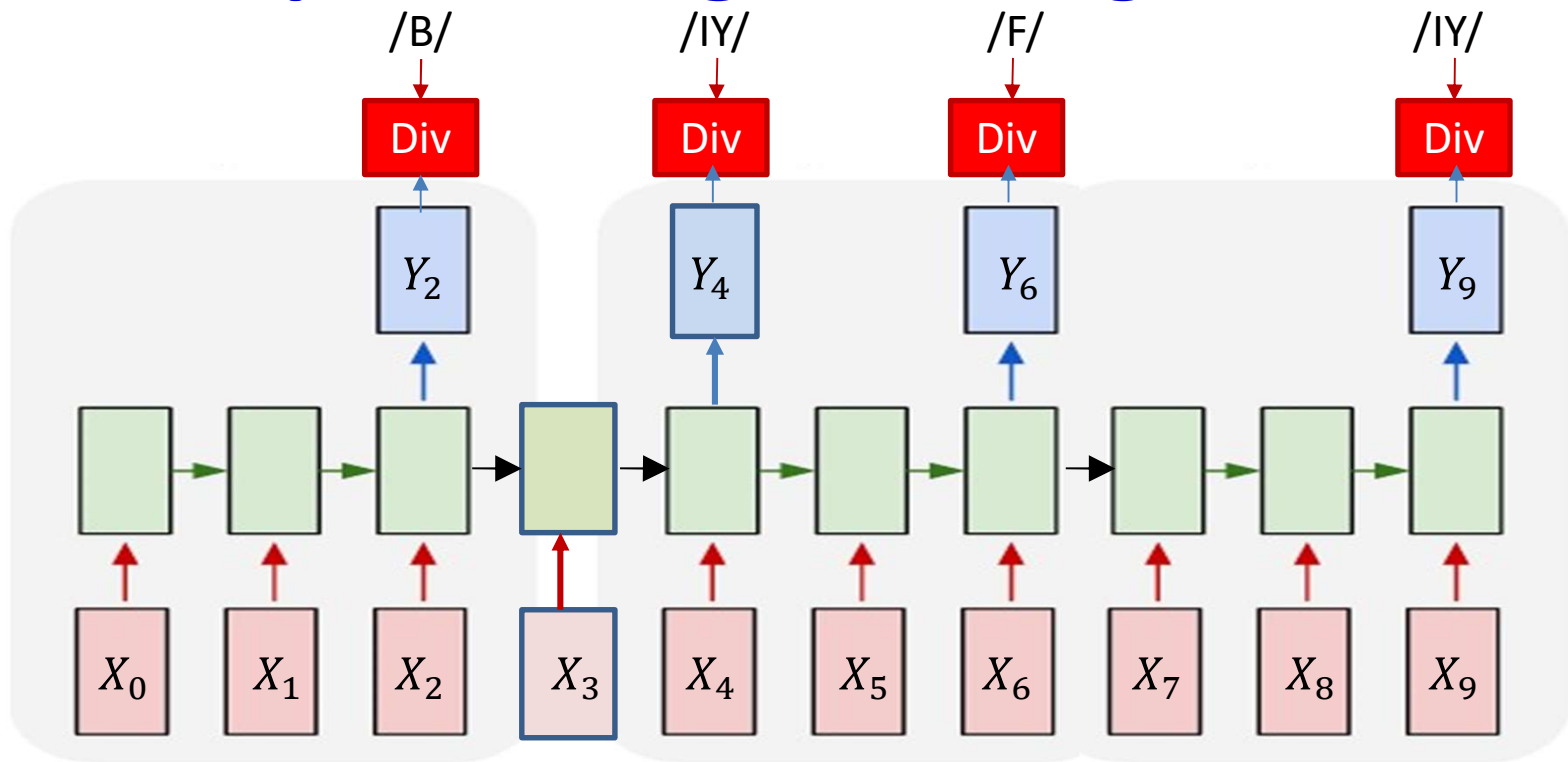 /B/ /IY/ /F/ /IY/
Div Div Div Div
Y₂ Y₄ Y₆ Y₉
X₀ X₁ X₂ X₃ X₄ X₅ X₆ X₇ X₈ X₉